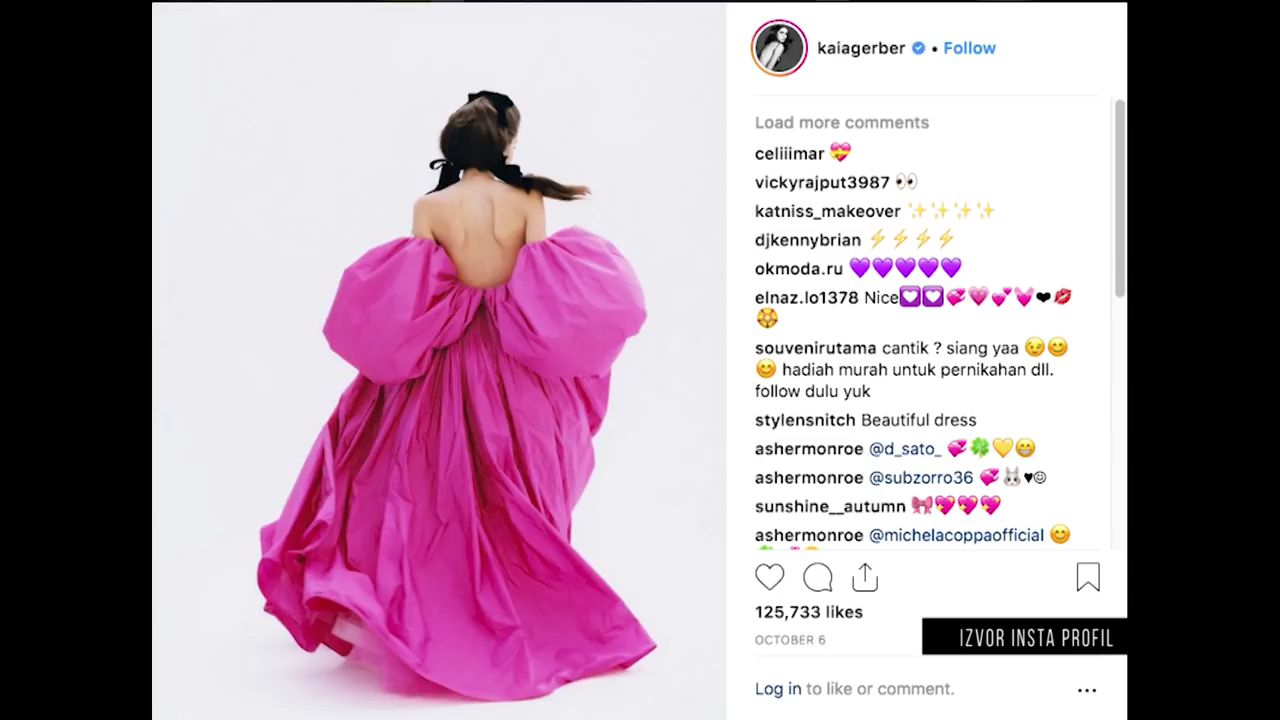 kaiagerber • Follow
Load more comments
celiiimar 💝
vickyrajput3987 👀
katniss_makeover ✨✨✨✨
djkennybrian ⚡⚡⚡⚡
okmoda.ru 💜💜💜💜💜
elnaz.lo1378 Nice💟💟💞💗💕💓❤💋
🏵
souvenirutama cantik ? siang yaa 😉😊
😊 hadiah murah untuk pernikahan dll.
follow dulu yuk
stylensnitch Beautiful dress
ashermonroe @d_sato_ 💞🍀💛😁
ashermonroe @subzorro36 💞🐰♥☺
sunshine__autumn 🎀💖💖💖
ashermonroe @michelacoppaofficial 😊
125,733 likes
OCTOBER 6
IZVOR INSTA PROFIL
Log in to like or comment.